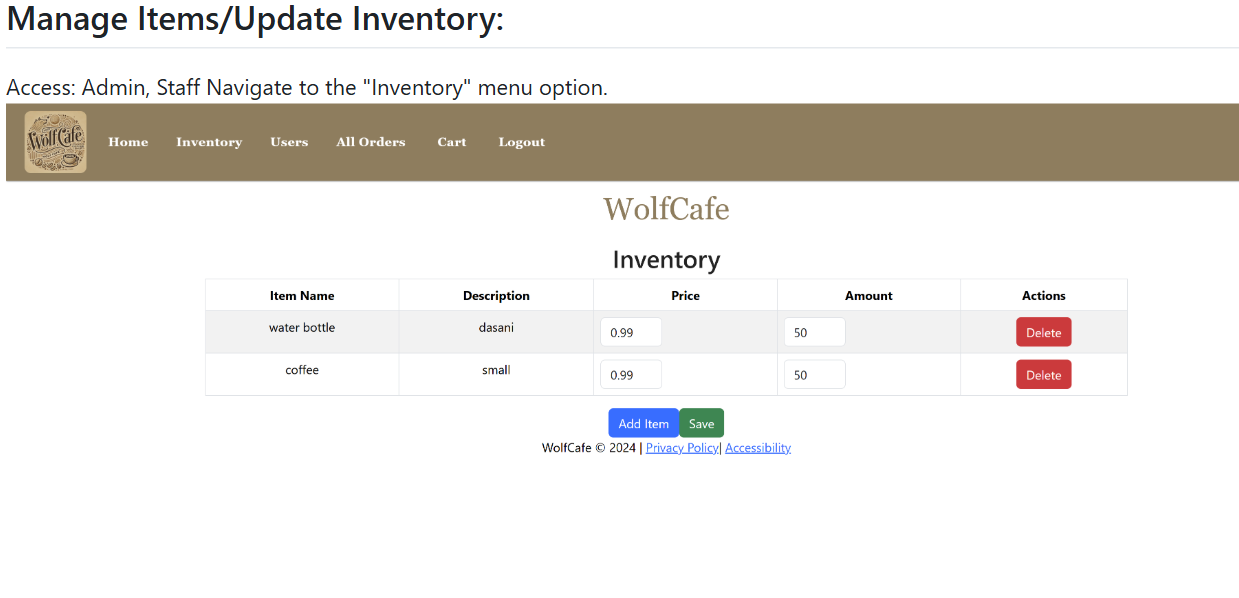 Manage Items/Update Inventory:
Access: Admin, Staff Navigate to the "Inventory" menu option.
WolfCafe
Home Inventory Users All Orders Cart Logout
WolfCafe
Inventory
Item Name Description Price Amount Actions
water bottle dasani 0.99 50 Delete
coffee small 0.99 50 Delete
Add Item Save
WolfCafe © 2024 | Privacy Policy| Accessibility